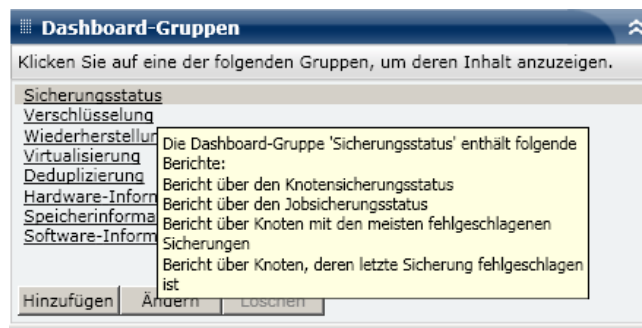 Dashboard-Gruppen
Klicken Sie auf eine der folgenden Gruppen, um deren Inhalt anzuzeigen.
Sicherungsstatus
Verschlüsselung
Wiederherstellun
Virtualisierung
Deduplizierung
Hardware-Inform
Speicherinforma
Software-Inform
Die Dashboard-Gruppe 'Sicherungsstatus' enthält folgende
Berichte:
Bericht über den Knotensicherungsstatus
Bericht über den Jobsicherungsstatus
Bericht über Knoten mit den meisten fehlgeschlagenen
Sicherungen
Bericht über Knoten, deren letzte Sicherung fehlgeschlagen
ist
Hinzufügen Ändern Löschen